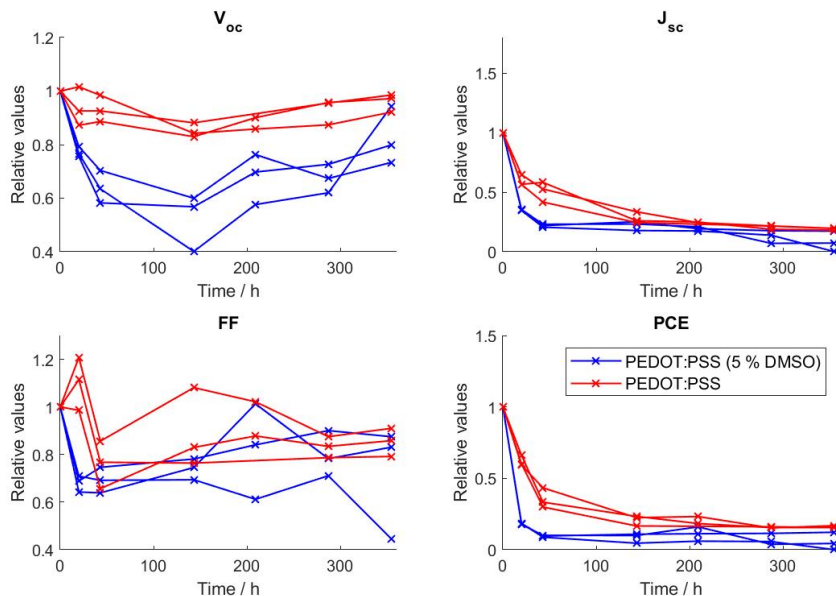 V_oc
1.2
1
0.8
0.6
0.4
Relative values
0 100 200 300
Time / h
J_sc
1.5
1
0.5
0
Relative values
0 100 200 300
Time / h
FF
1.2
1
0.8
0.6
0.4
Relative values
0 100 200 300
Time / h
PCE
1.5
1
0.5
0
Relative values
PEDOT:PSS (5 % DMSO)
PEDOT:PSS
0 100 200 300
Time / h